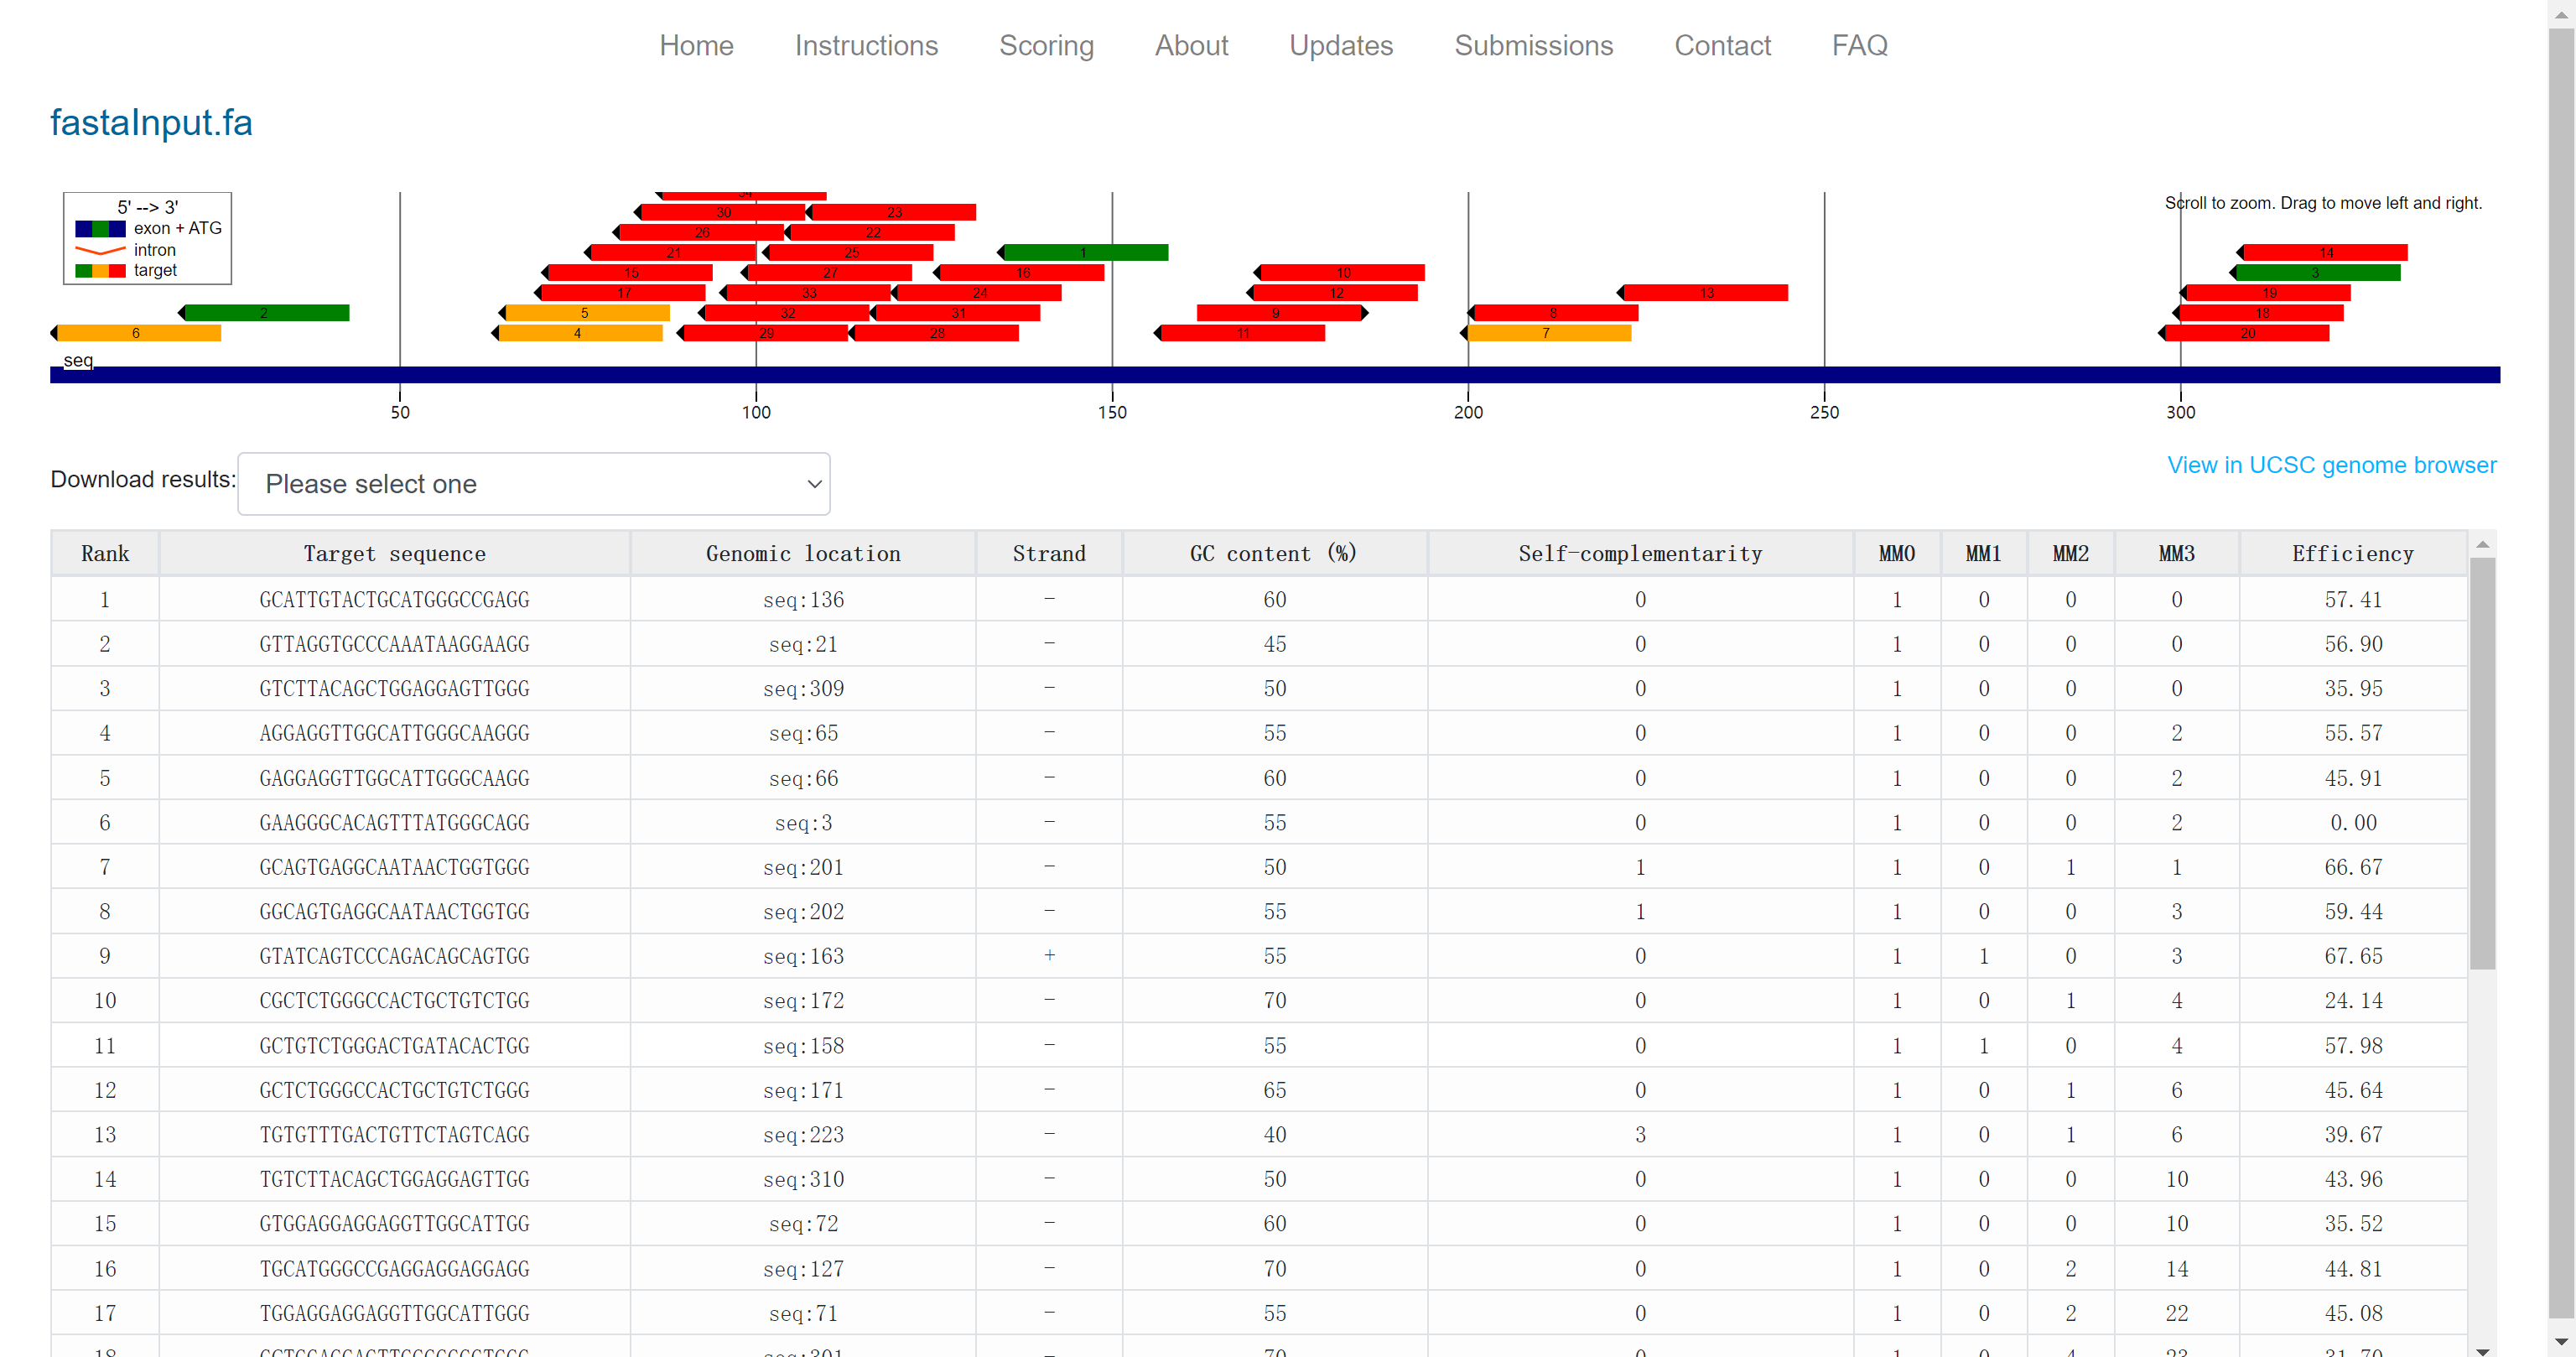 Home Instructions Scoring About Updates Submissions Contact FAQ
fastaInput.fa
5' --> 3'
exon + ATG
intron
target
Scroll to zoom. Drag to move left and right.
34
30 23
26 22
21 25 1 14
15 27 16 10 3
17 33 24 12 13 19
2 5 32 31 9 8 18
6 4 29 28 11 7 20
seq
50 100 150 200 250 300
Download results: Please select one
View in UCSC genome browser
Rank Target sequence Genomic location Strand GC content (%) Self-complementarity MM0 MM1 MM2 MM3 Efficiency
1 GCATTGTACTGCATGGGCCGAGG seq:136 - 60 0 1 0 0 0 57.41
2 GTTAGGTGCCCAAATAAGGAAGG seq:21 - 45 0 1 0 0 0 56.90
3 GTCTTACAGCTGGAGGAGTTGGG seq:309 - 50 0 1 0 0 0 35.95
4 AGGAGGTTGGCATTGGGCAAGGG seq:65 - 55 0 1 0 0 2 55.57
5 GAGGAGGTTGGCATTGGGCAAGG seq:66 - 60 0 1 0 0 2 45.91
6 GAAGGGCACAGTTTATGGGCAGG seq:3 - 55 0 1 0 0 2 0.00
7 GCAGTGAGGCAATAACTGGTGGG seq:201 - 50 1 1 0 1 1 66.67
8 GGCAGTGAGGCAATAACTGGTGG seq:202 - 55 1 1 0 0 3 59.44
9 GTATCAGTCCCAGACAGCAGTGG seq:163 + 55 0 1 1 0 3 67.65
10 CGCTCTGGGCCACTGCTGTCTGG seq:172 - 70 0 1 0 1 4 24.14
11 GCTGTCTGGGACTGATACACTGG seq:158 - 55 0 1 1 0 4 57.98
12 GCTCTGGGCCACTGCTGTCTGGG seq:171 - 65 0 1 0 1 6 45.64
13 TGTGTTTGACTGTTCTAGTCAGG seq:223 - 40 3 1 0 1 6 39.67
14 TGTCTTACAGCTGGAGGAGTTGG seq:310 - 50 0 1 0 0 10 43.96
15 GTGGAGGAGGAGGTTGGCATTGG seq:72 - 60 0 1 0 0 10 35.52
16 TGCATGGGCCGAGGAGGAGGAGG seq:127 - 70 0 1 0 2 14 44.81
17 TGGAGGAGGAGGTTGGCATTGGG seq:71 - 55 0 1 0 2 22 45.08